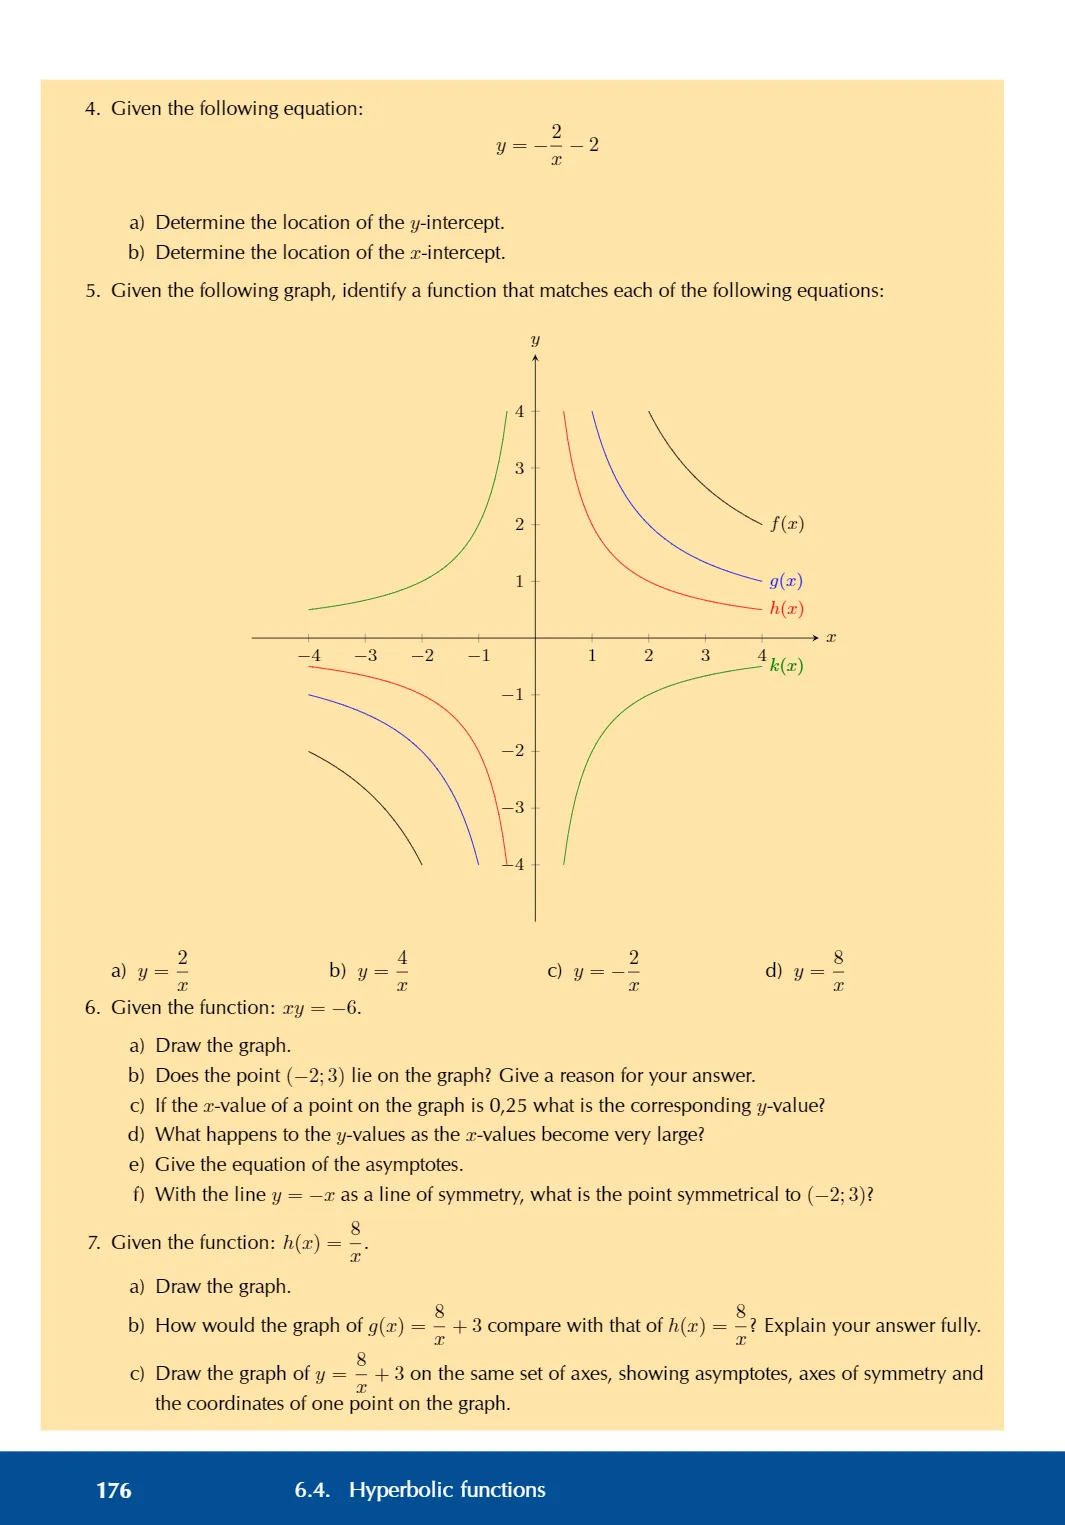 4. Given the following equation:
y = −2/x − 2
a) Determine the location of the y-intercept.
b) Determine the location of the x-intercept.
5. Given the following graph, identify a function that matches each of the following equations:
y
4
3
2
f(x)
1
g(x)
h(x)
x
−4 −3 −2 −1 1 2 3 4
k(x)
−1
−2
−3
−4
a) y = 2/x b) y = 4/x c) y = −2/x d) y = 8/x
6. Given the function: xy = −6.
a) Draw the graph.
b) Does the point (−2; 3) lie on the graph? Give a reason for your answer.
c) If the x-value of a point on the graph is 0,25 what is the corresponding y-value?
d) What happens to the y-values as the x-values become very large?
e) Give the equation of the asymptotes.
f) With the line y = −x as a line of symmetry, what is the point symmetrical to (−2; 3)?
7. Given the function: h(x) = 8/x.
a) Draw the graph.
b) How would the graph of g(x) = 8/x + 3 compare with that of h(x) = 8/x? Explain your answer fully.
c) Draw the graph of y = 8/x + 3 on the same set of axes, showing asymptotes, axes of symmetry and
the coordinates of one point on the graph.
176 6.4. Hyperbolic functions